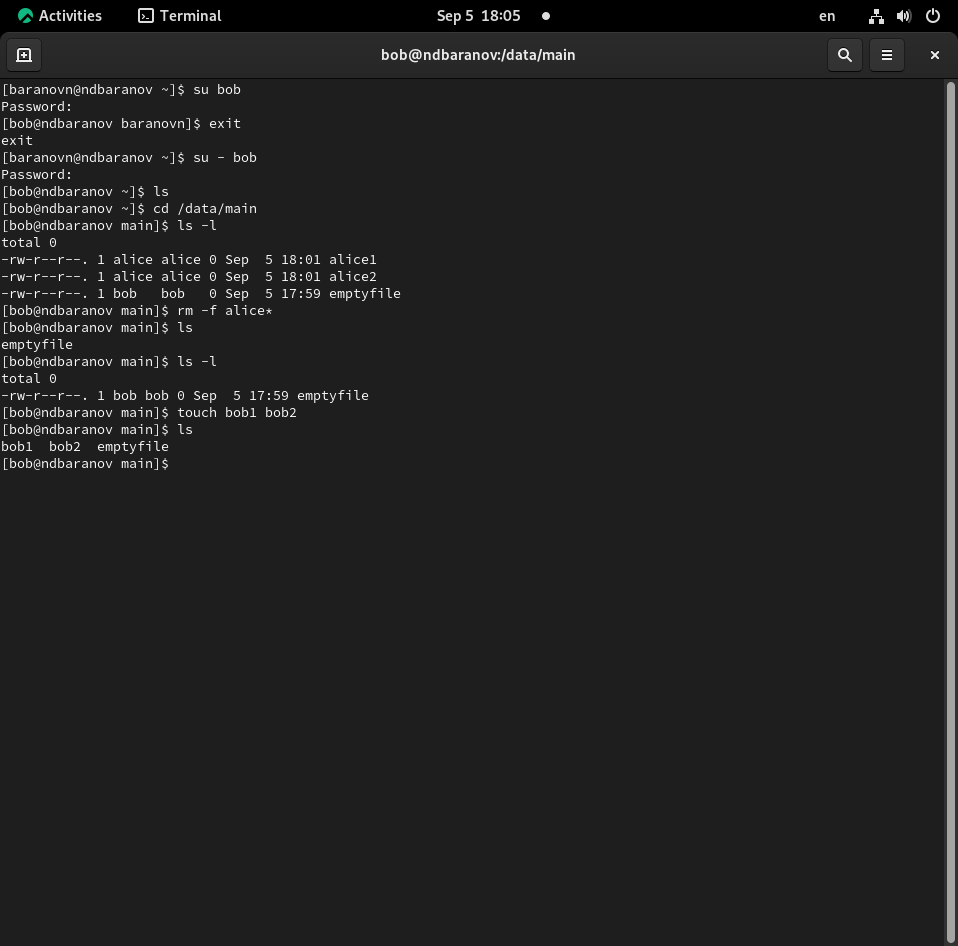 Activities Terminal Sep 5 18:05 en
bob@ndbaranov:/data/main
[baranovn@ndbaranov ~]$ su bob
Password:
[bob@ndbaranov baranovn]$ exit
exit
[baranovn@ndbaranov ~]$ su - bob
Password:
[bob@ndbaranov ~]$ ls
[bob@ndbaranov ~]$ cd /data/main
[bob@ndbaranov main]$ ls -l
total 0
-rw-r--r--. 1 alice alice 0 Sep  5 18:01 alice1
-rw-r--r--. 1 alice alice 0 Sep  5 18:01 alice2
-rw-r--r--. 1 bob   bob   0 Sep  5 17:59 emptyfile
[bob@ndbaranov main]$ rm -f alice*
[bob@ndbaranov main]$ ls
emptyfile
[bob@ndbaranov main]$ ls -l
total 0
-rw-r--r--. 1 bob bob 0 Sep  5 17:59 emptyfile
[bob@ndbaranov main]$ touch bob1 bob2
[bob@ndbaranov main]$ ls
bob1  bob2  emptyfile
[bob@ndbaranov main]$